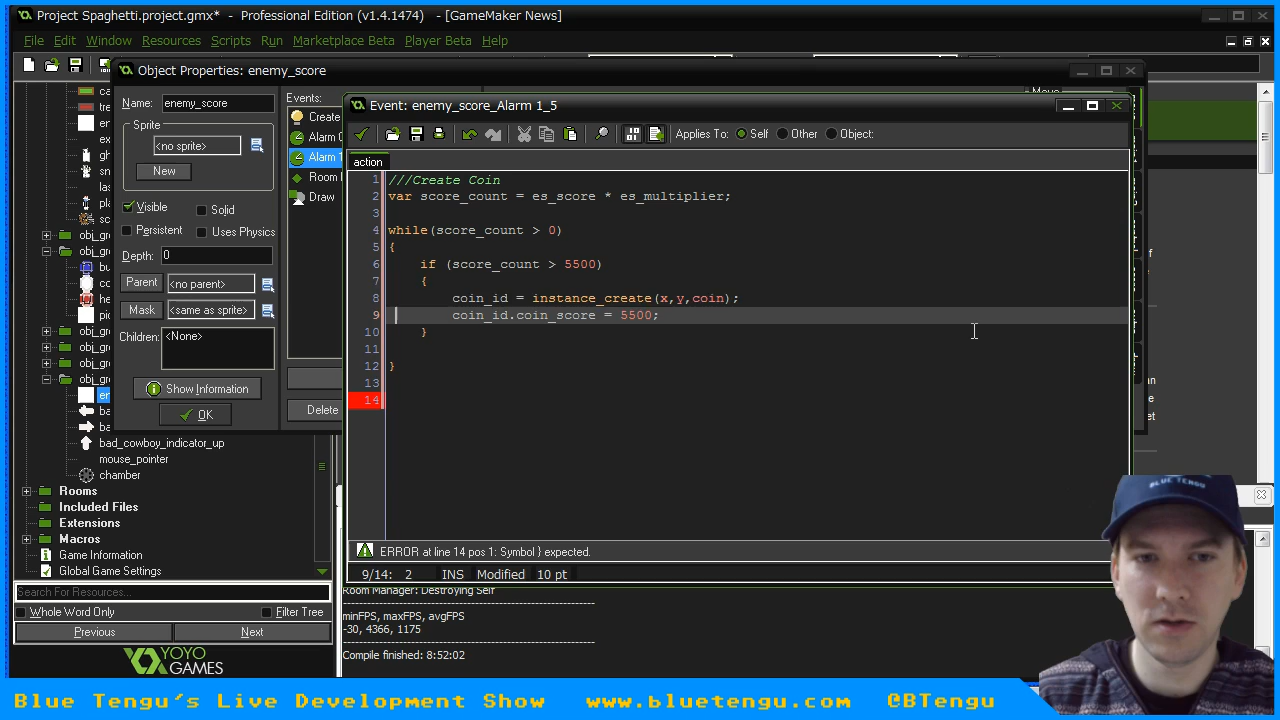 Project Spaghetti.project.gmx* - Professional Edition (v1.4.1474) - [GameMaker News]
File Edit Window Resources Scripts Run Marketplace Beta Player Beta Help
Object Properties: enemy_score
Name: enemy_score
Events:
Sprite
<no sprite>
New
Visible
Solid
Persistent
Uses Physics
Depth: 0
Parent <no parent>
Mask <same as sprite>
Children: <None>
Show Information
OK
Create
Alarm 0
Alarm 1
Draw
Delete
Move
Event: enemy_score_Alarm 1_5
Applies To: Self Other Object:
action
1 ///Create Coin
2 var score_count = es_score * es_multiplier;
3
4 while(score_count > 0)
5 {
6 if (score_count > 5500)
7 {
8 coin_id = instance_create(x,y,coin);
9 coin_id.coin_score = 5500;
10 }
11
12 }
13
14
ERROR at line 14 pos 1: Symbol } expected.
9/14: 2 INS Modified 10 pt
bad_cowboy_indicator_up
mouse_pointer
chamber
Rooms
Included Files
Extensions
Macros
Game Information
Global Game Settings
Search For Resources...
Whole Word Only
Filter Tree
Previous
Next
YOYO
GAMES
Room Manager: Destroying Self
minFPS, maxFPS, avgFPS
-30, 4366, 1175
Compile finished: 8:52:02
BLUE TENGU
Blue Tengu's Live Development Show www.bluetengu.com @BTengu